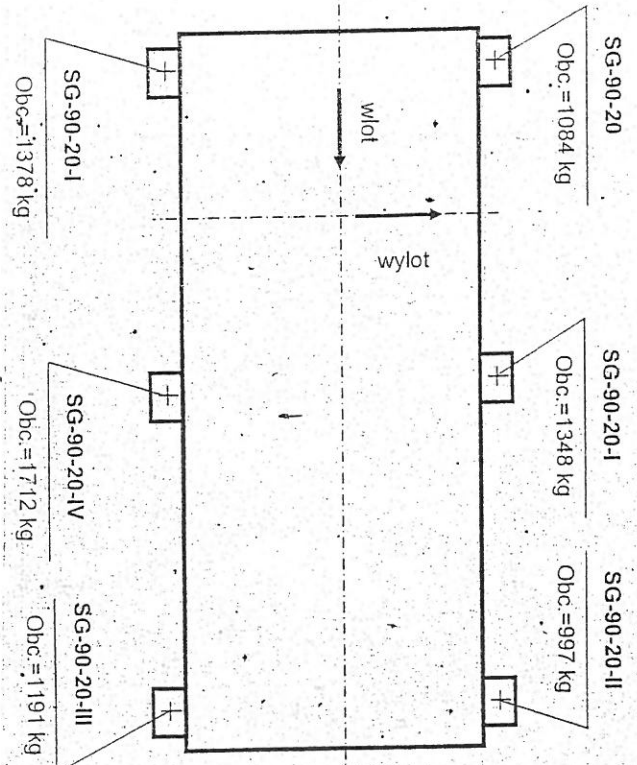 SG-90-20
Obc.=1084 kg
SG-90-20-I
Obc.=1348 kg
SG-90-20-II
Obc.=997 kg
wlot
wylot
SG-90-20-I
Obc.=1378 kg
SG-90-20-IV
Obc.=1712 kg
SG-90-20-III
Obc.=1191 kg